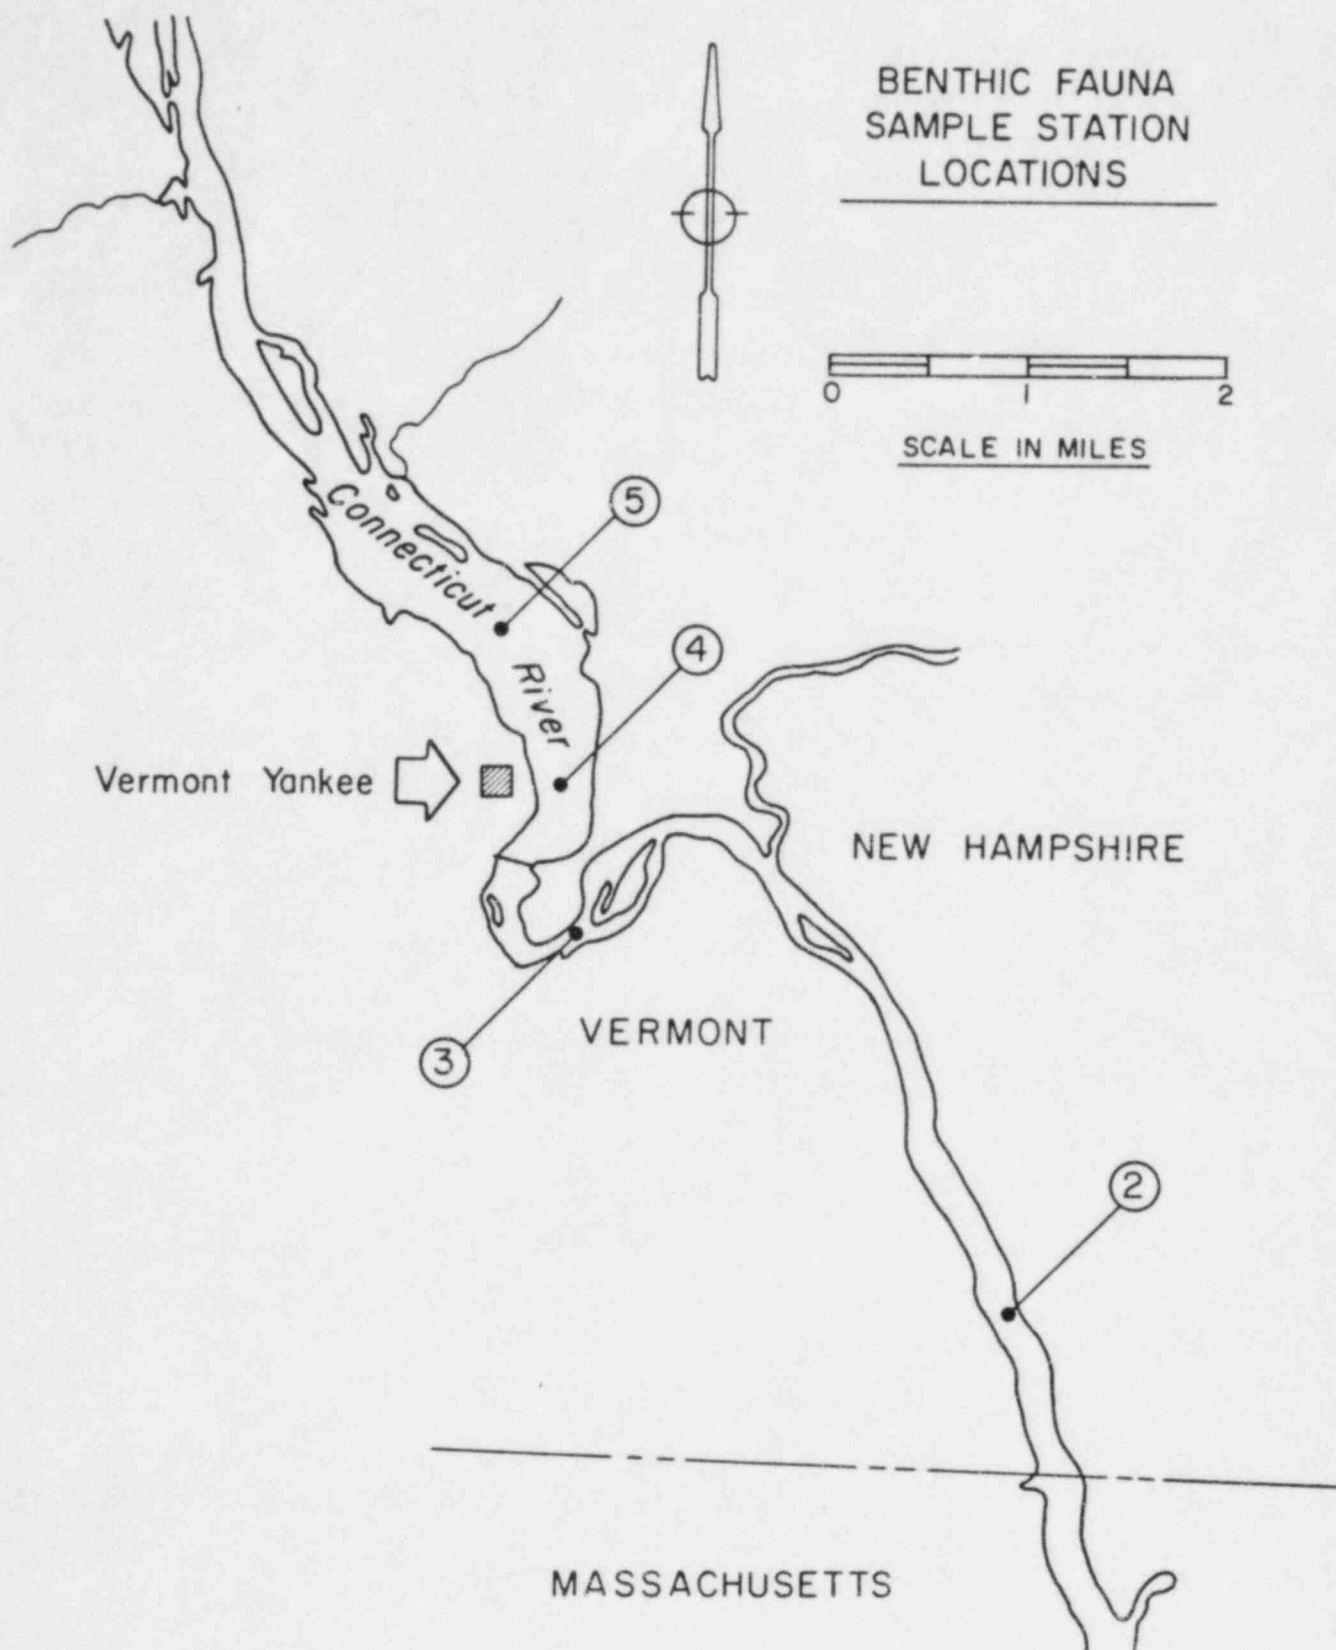 BENTHIC FAUNA
SAMPLE STATION
LOCATIONS
0 1 2
SCALE IN MILES
5
Connecticut River
4
Vermont Yankee
NEW HAMPSHIRE
VERMONT
3
2
MASSACHUSETTS